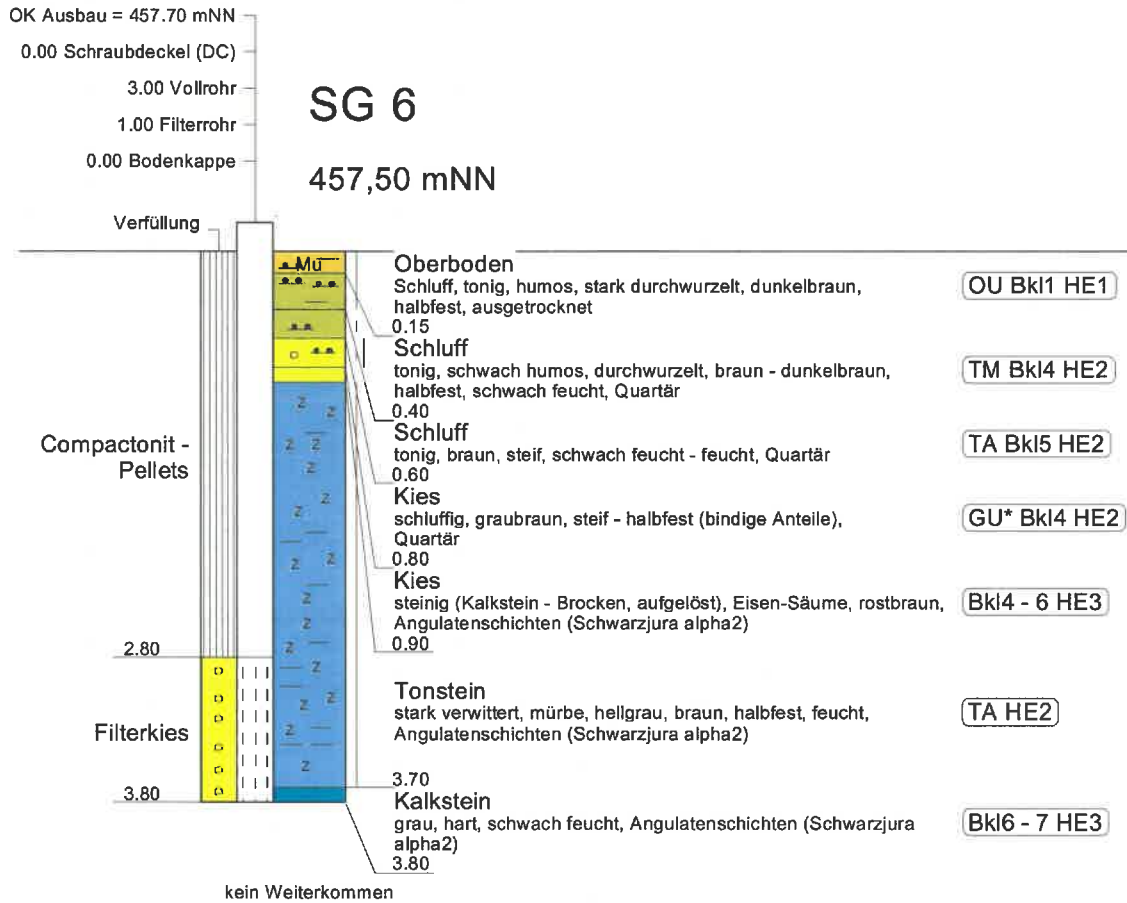 OK Ausbau = 457.70 mNN
0.00 Schraubdeckel (DC)
3.00 Vollrohr
1.00 Filterrohr
0.00 Bodenkappe
SG 6
457,50 mNN
Verfüllung
Mu
Oberboden
Schluff, tonig, humos, stark durchwurzelt, dunkelbraun,
halbfest, ausgetrocknet
0.15
OU Bkl1 HE1
Schluff
tonig, schwach humos, durchwurzelt, braun - dunkelbraun,
halbfest, schwach feucht, Quartär
0.40
TM Bkl4 HE2
Schluff
tonig, braun, steif, schwach feucht - feucht, Quartär
0.60
TA Bkl5 HE2
Kies
schluffig, graubraun, steif - halbfest (bindige Anteile),
Quartär
0.80
GU* Bkl4 HE2
Kies
steinig (Kalkstein - Brocken, aufgelöst), Eisen-Säume, rostbraun,
Angulatenschichten (Schwarzjura alpha2)
0.90
Bkl4 - 6 HE3
Tonstein
stark verwittert, mürbe, hellgrau, braun, halbfest, feucht,
Angulatenschichten (Schwarzjura alpha2)
3.70
TA HE2
Kalkstein
grau, hart, schwach feucht, Angulatenschichten (Schwarzjura
alpha2)
3.80
Bkl6 - 7 HE3
Compactonit -
Pellets
2.80
Filterkies
3.80
z z
z z
z
z
z
z
z
z
z
z
z
z
z
z
z
kein Weiterkommen